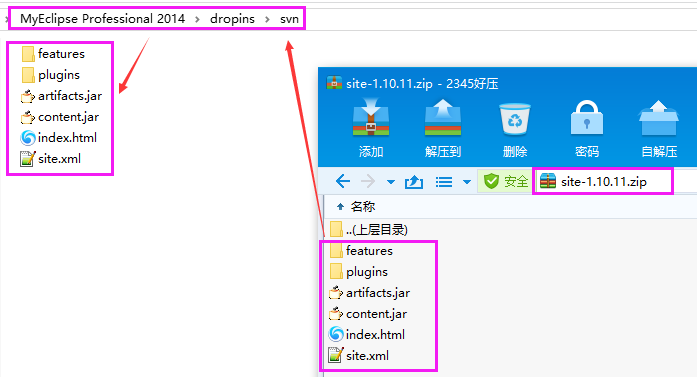 MyEclipse Professional 2014 > dropins > svn
features
plugins
artifacts.jar
content.jar
index.html
site.xml
site-1.10.11.zip - 2345好压
添加
解压到
删除
密码
自解压
安全
site-1.10.11.zip
名称
..(上层目录)
features
plugins
artifacts.jar
content.jar
index.html
site.xml